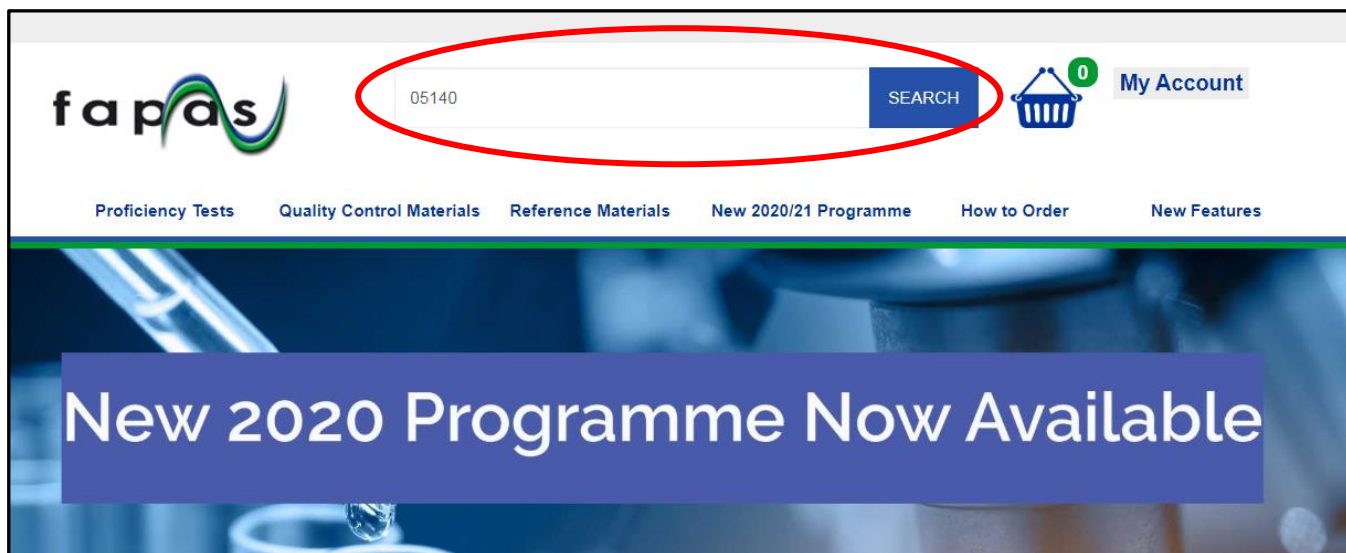 fapas
05140
SEARCH
0
My Account
Proficiency Tests
Quality Control Materials
Reference Materials
New 2020/21 Programme
How to Order
New Features
New 2020 Programme Now Available